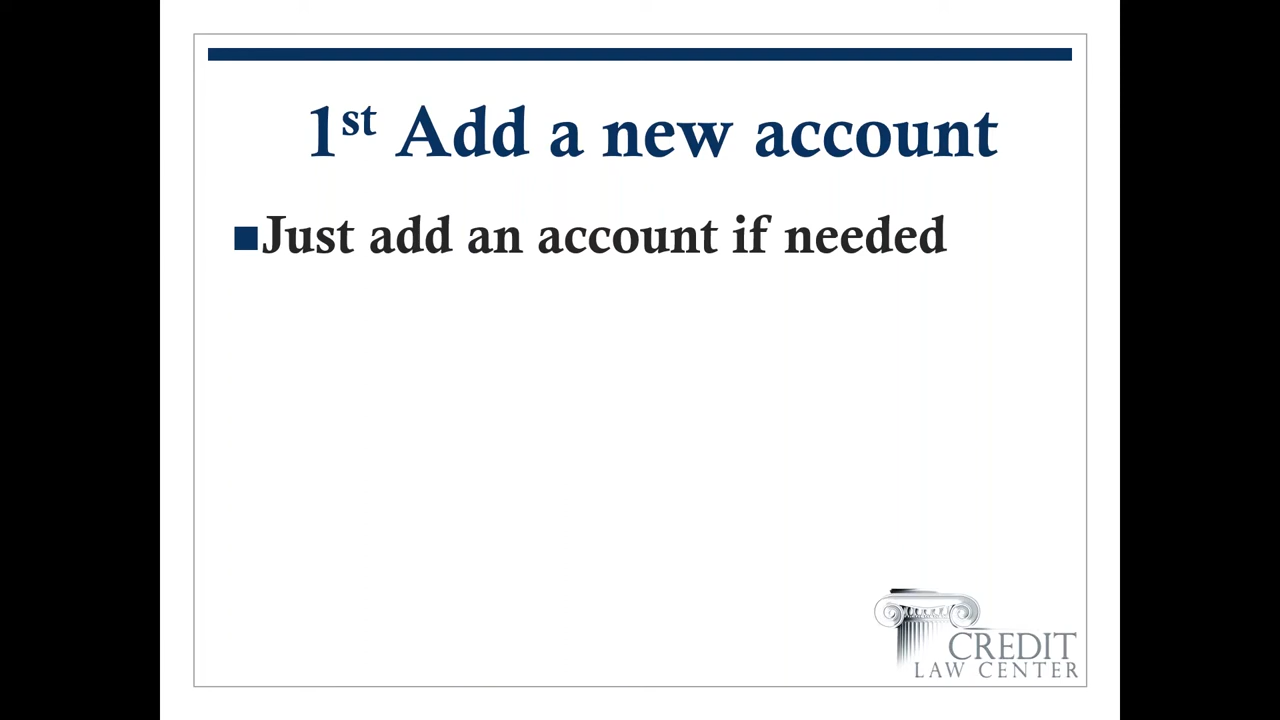 1st Add a new account
■Just add an account if needed
CREDIT
LAW CENTER